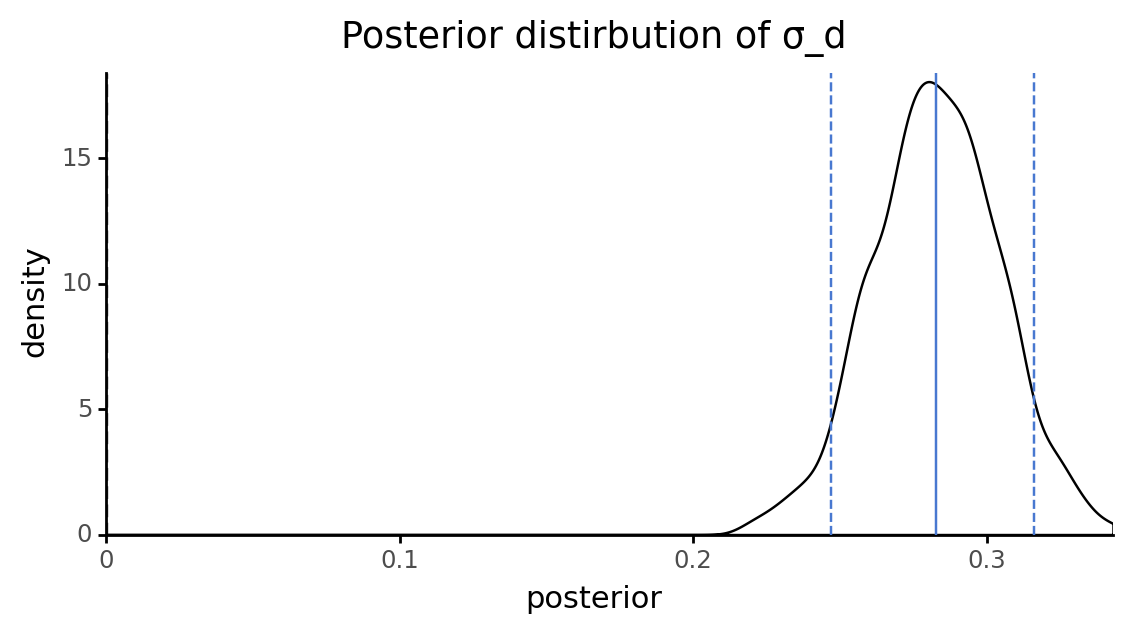 Posterior distirbution of σ_d
15
10
5
0
density
0
0.1
0.2
0.3
posterior